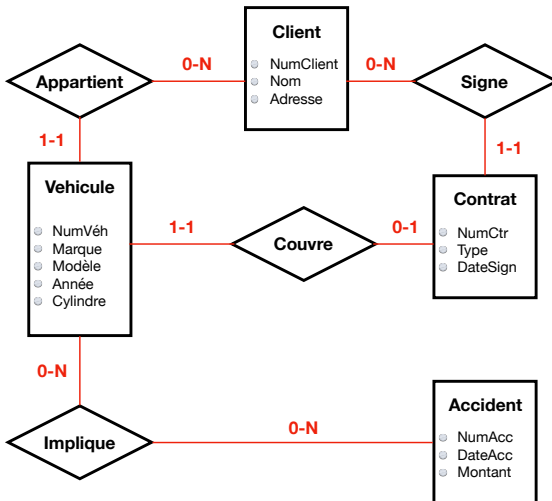 Client
NumClient
Nom
Adresse
Appartient
0-N
0-N
Signe
1-1
1-1
Vehicule
NumVéh
Marque
Modèle
Année
Cylindre
1-1
Couvre
0-1
Contrat
NumCtr
Type
DateSign
0-N
Implique
0-N
Accident
NumAcc
DateAcc
Montant